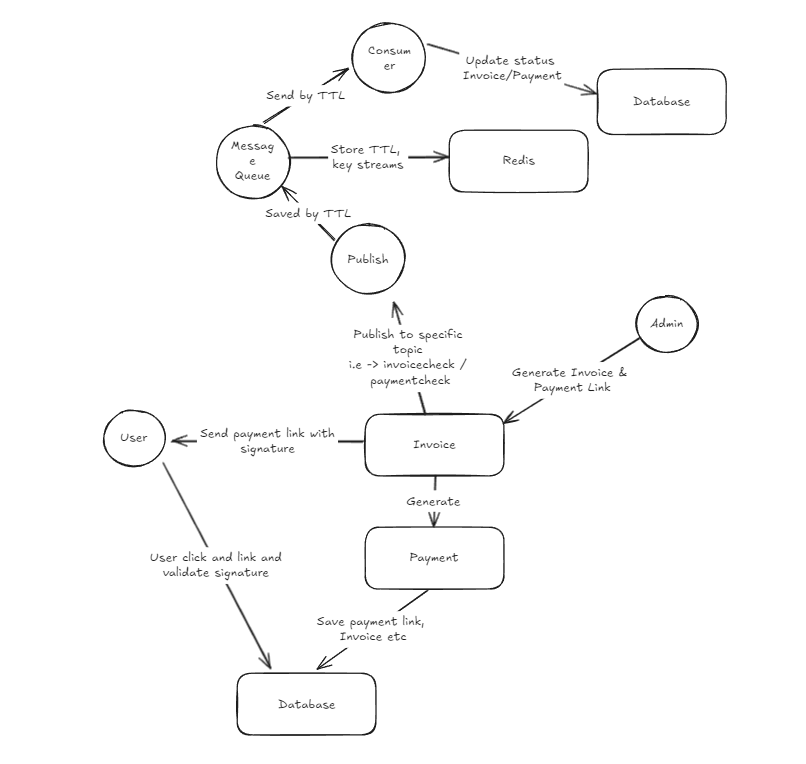 Consum
er
Update status
Invoice/Payment
Database
Send by TTL
Messag
e
Queue
Store TTL,
key streams
Redis
Saved by TTL
Publish
Admin
Publish to specific
topic
i.e -> invoicecheck /
paymentcheck
Generate Invoice &
Payment Link
User
Send payment link with
signature
Invoice
Generate
Payment
User click and link and
validate signature
Save payment link,
Invoice etc
Database